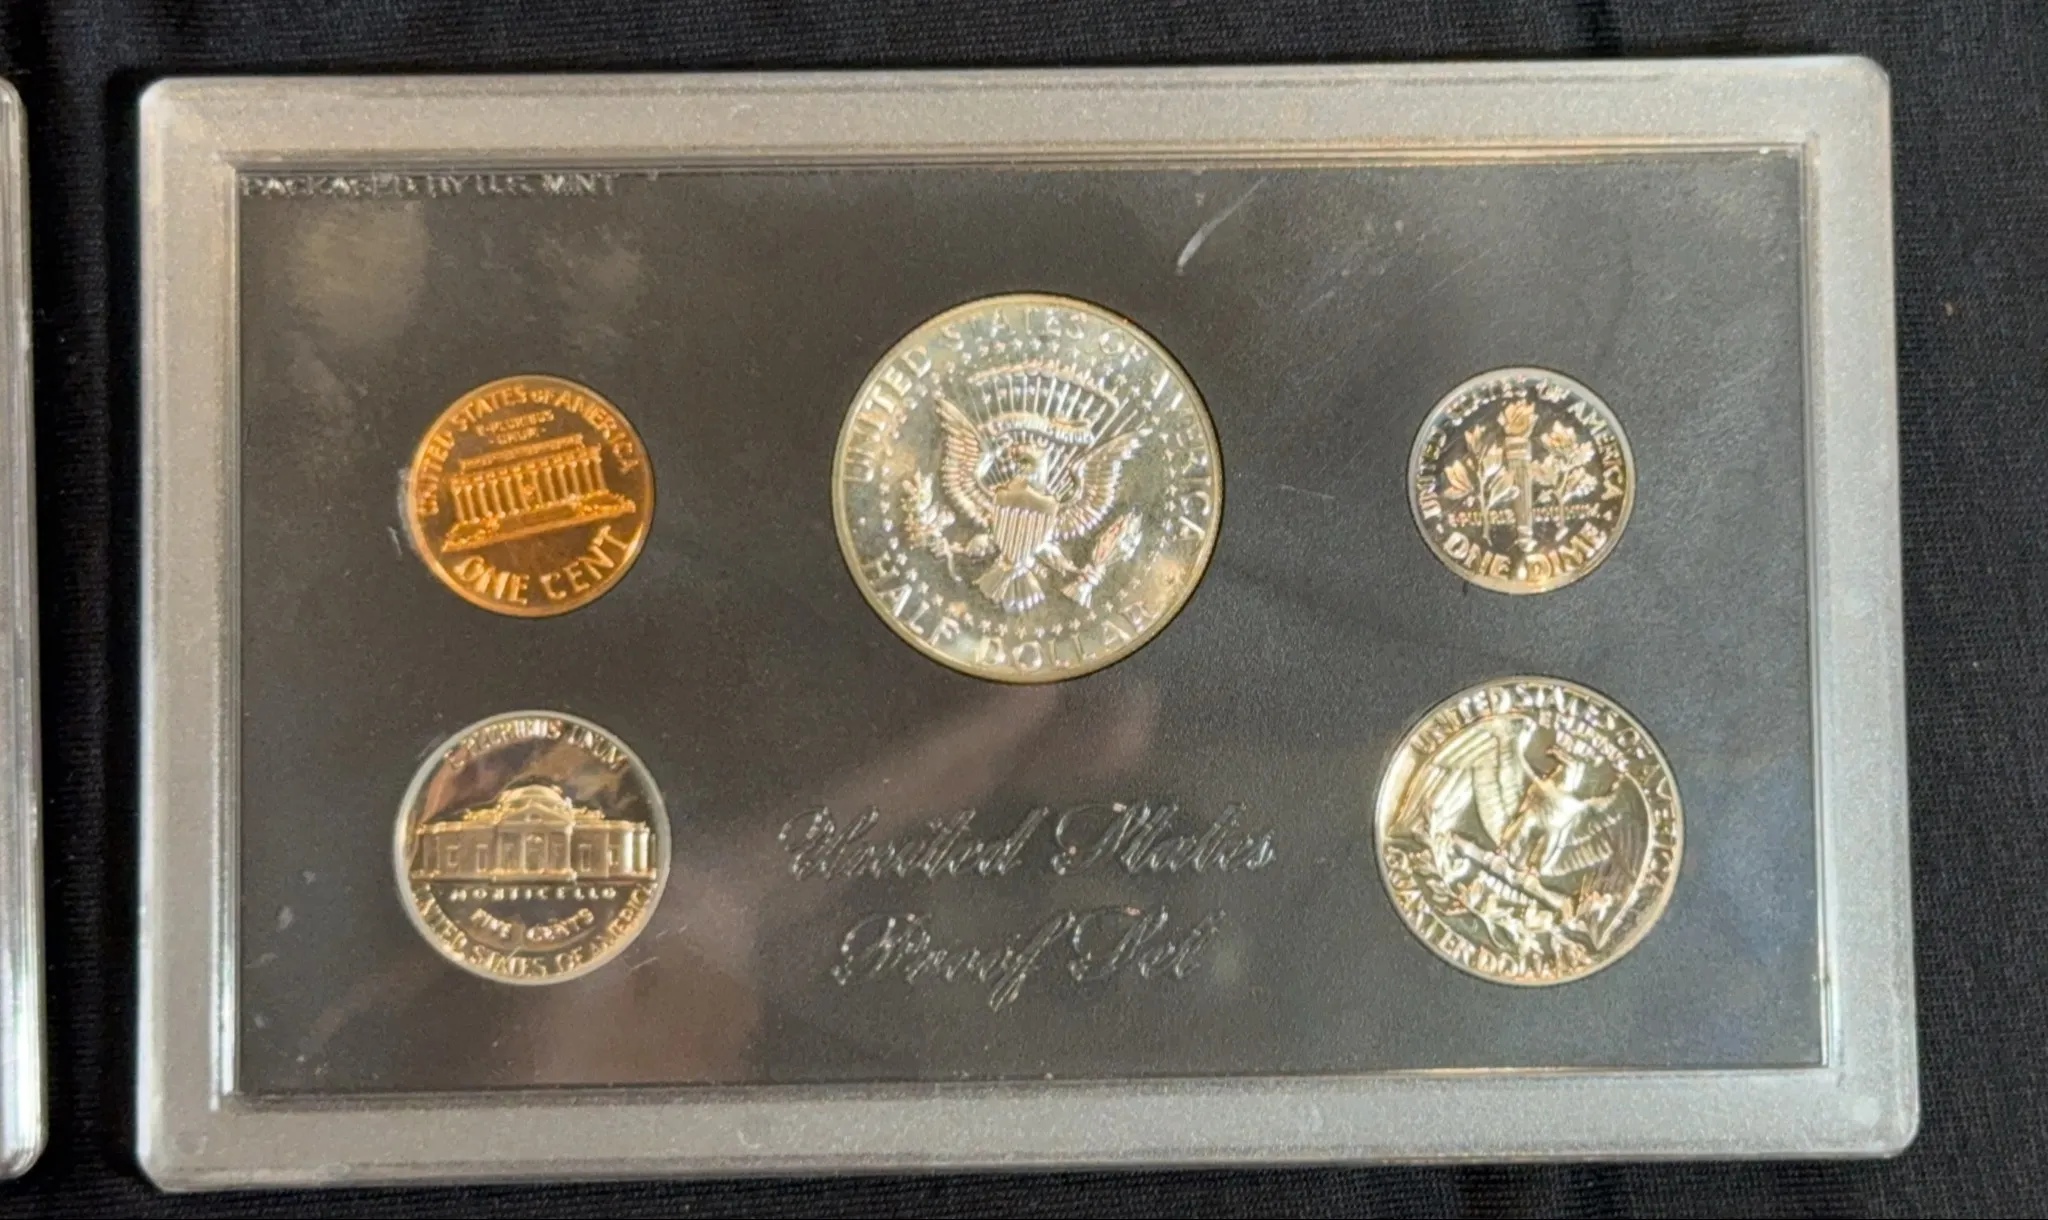 PACKAGED BY U.S. MINT
UNITED STATES OF AMERICA
E·PLURIBUS
UNUM
ONE CENT
UNITED STATES OF AMERICA
HALF DOLLAR
UNITED STATES OF AMERICA
E PLURIBUS UNUM
ONE DIME
E PLURIBUS UNUM
MONTICELLO
FIVE CENTS
UNITED STATES OF AMERICA
United States
Proof Set
UNITED STATES OF AMERICA
E PLURIBUS
UNUM
QUARTER DOLLAR